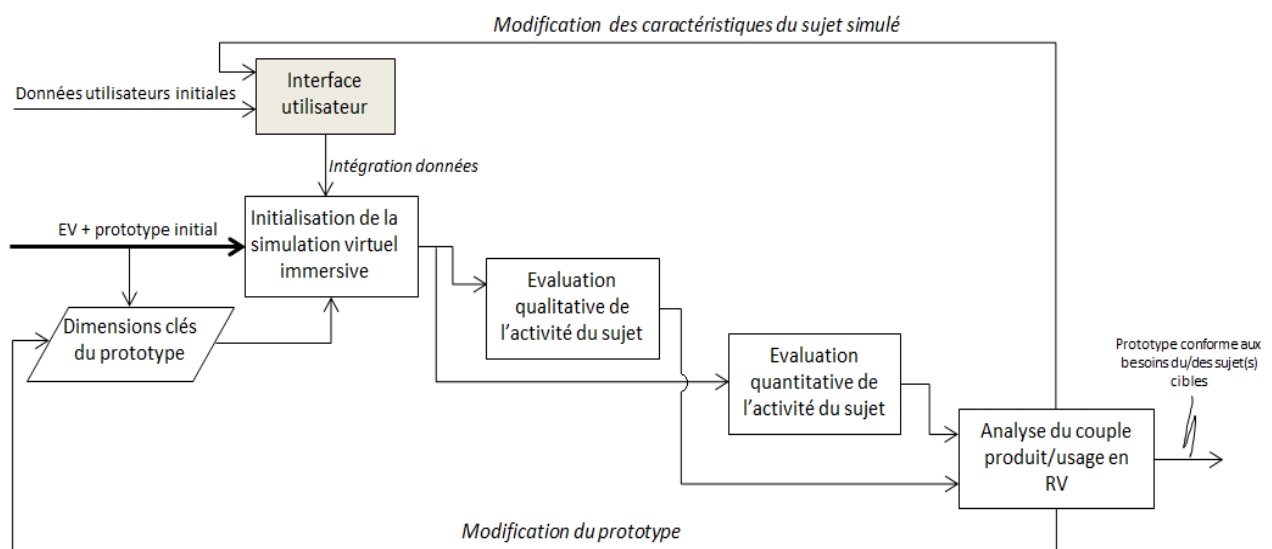 Modification des caractéristiques du sujet simulé
Interface
utilisateur
Données utilisateurs initiales
Intégration données
EV + prototype initial
Initialisation de la
simulation virtuel
immersive
Dimensions clés
du prototype
Evaluation
qualitative de
l'activité du sujet
Evaluation
quantitative de
l'activité du sujet
Prototype conforme aux
besoins du/des sujet(s)
cibles
Analyse du couple
produit/usage en
RV
Modification du prototype